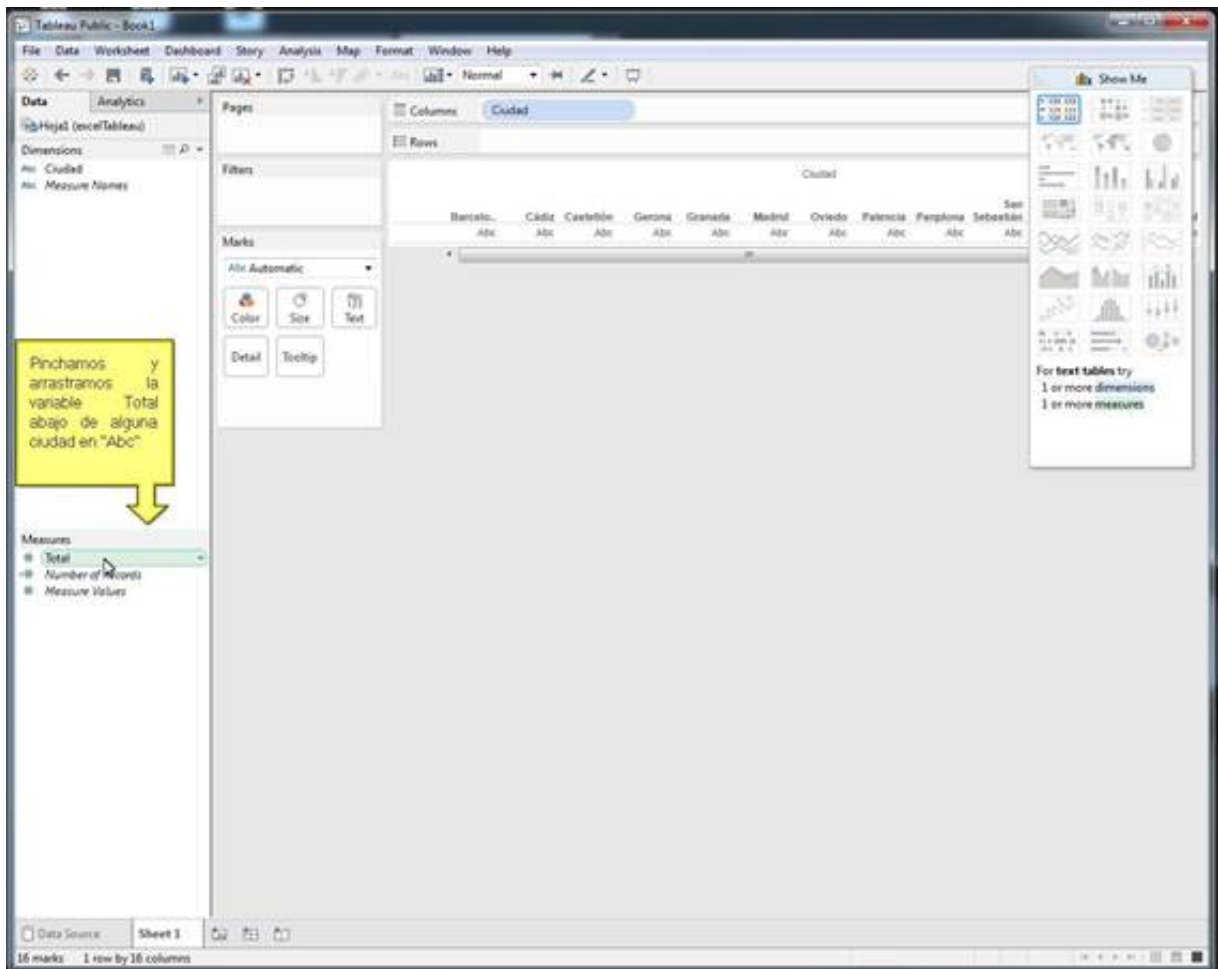 Tableau Public - Book1
File Data Worksheet Dashboard Story Analysis Map Format Window Help
Normal
Show Me
Data Analytics
Pages
Columns Ciudad
Hoja1 (excelTableau)
Rows
Dimensions
Abc Ciudad
Abc Measure Names
Filters
Ciudad
Barcelo.. Cádiz Castellón Gerona Granada Madrid Oviedo Palencia Panplona San Sebastián
Abc Abc Abc Abc Abc Abc Abc Abc Abc Abc
Marks
Abc Automatic
Color Size Text
Detail Tooltip
For text tables try
1 or more dimensions
1 or more measures
Pinchamos y
arrastramos la
variable Total
abajo de alguna
ciudad en "Abc"
Measures
Total
Number of Records
Measure Values
Data Source Sheet 1
16 marks 1 row by 16 columns